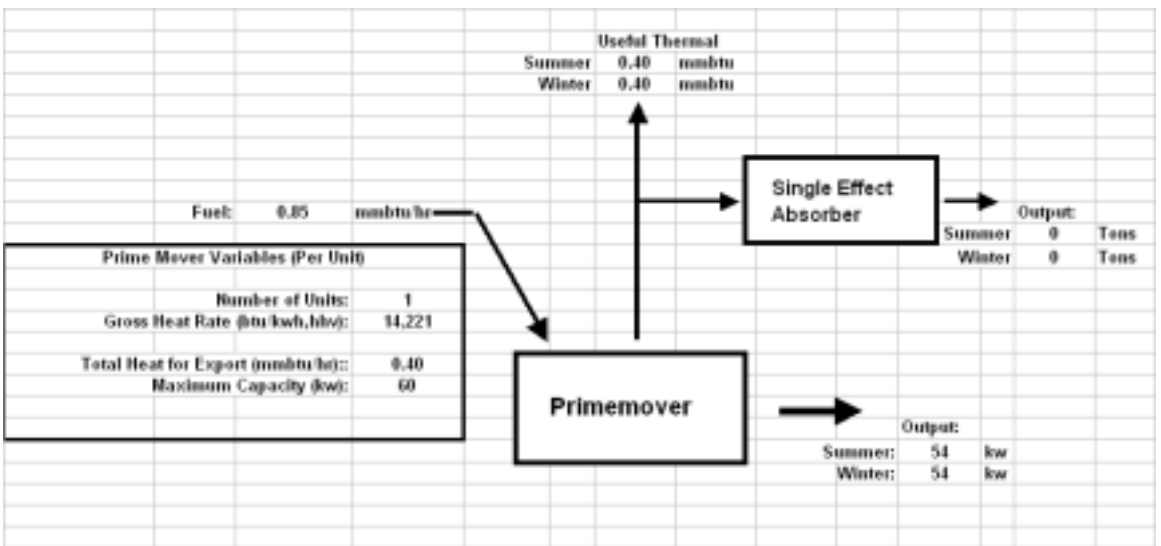 Useful Thermal
Summer 0.40 mmbtu
Winter 0.40 mmbtu
Single Effect
Absorber
Fuel: 0.85 mmbtu/hr
Output:
Summer 0 Tons
Winter 0 Tons
Prime Mover Variables (Per Unit)
Number of Units: 1
Gross Heat Rate (btu/kwh,hhv): 14,221
Total Heat for Export (mmbtu/hr):: 0.40
Maximum Capacity (kw): 60
Primemover
Output:
Summer: 54 kw
Winter: 54 kw